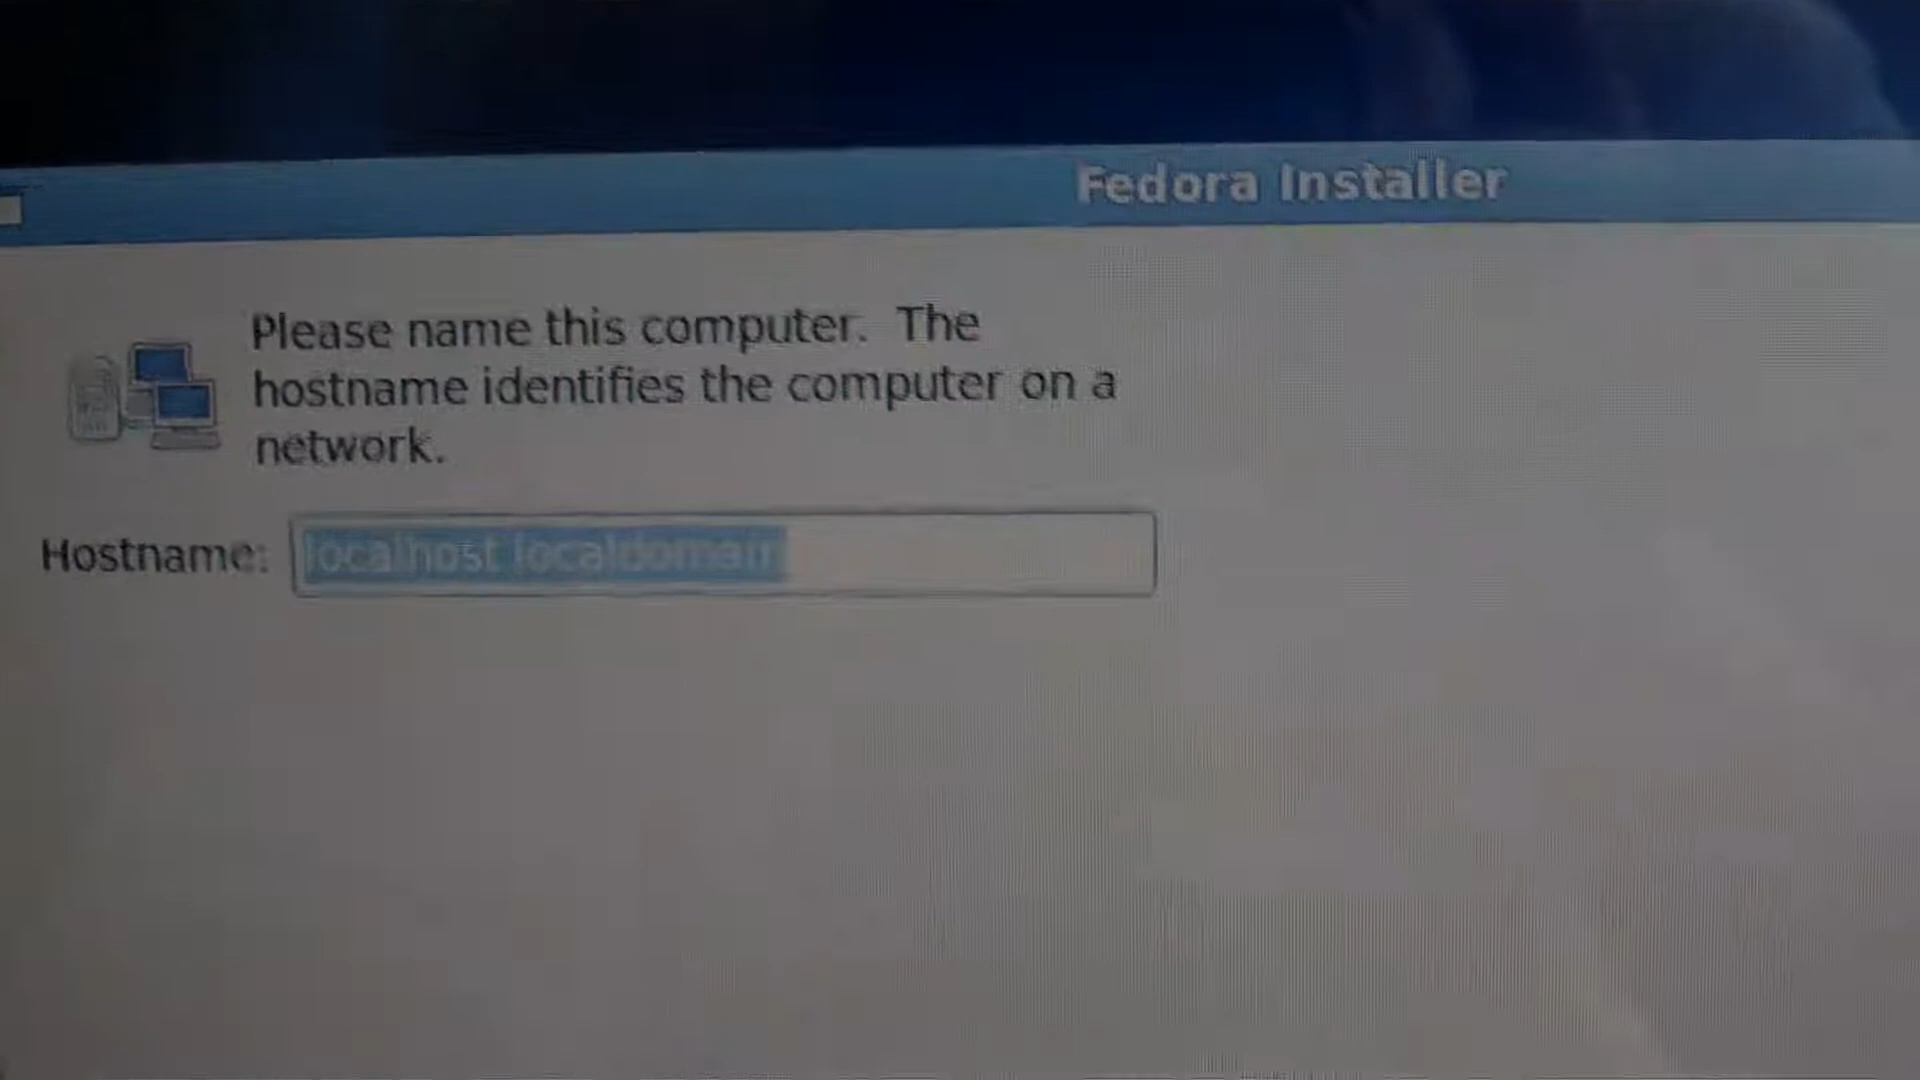 Fedora Installer
Please name this computer. The
hostname identifies the computer on a
network.
Hostname: localhost.localdomain